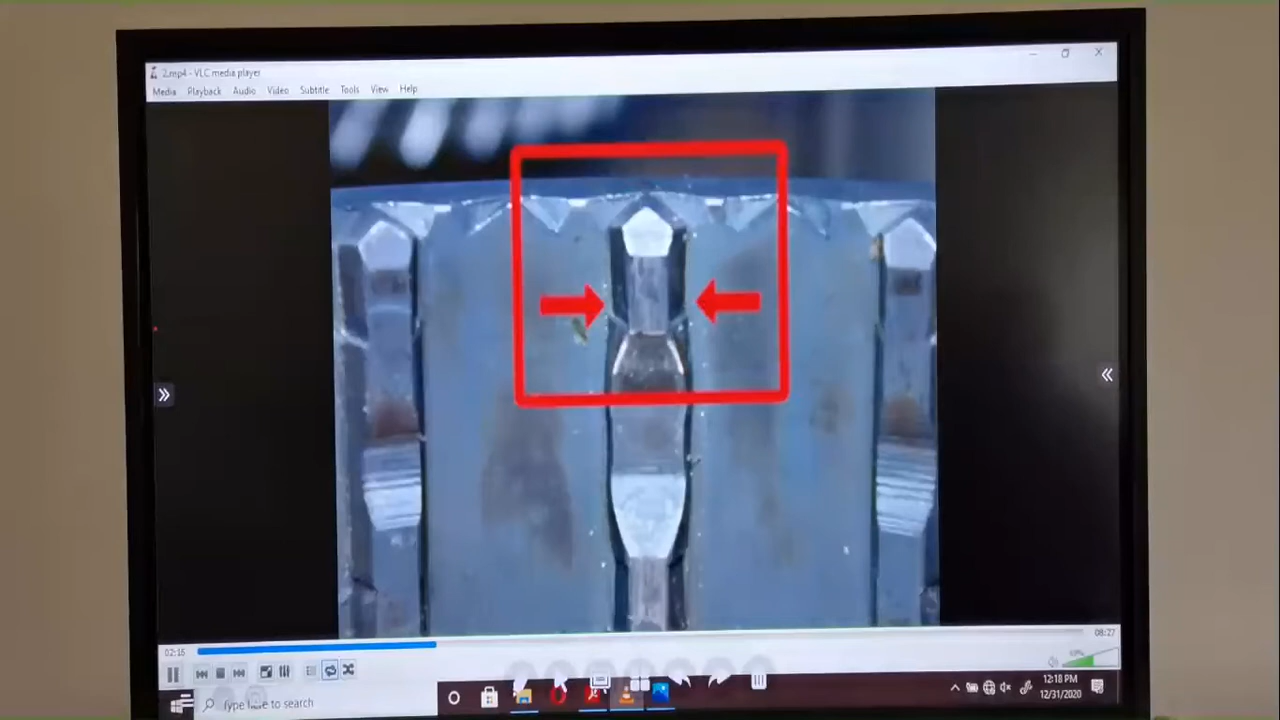 2.mp4 - VLC media player
Media Playback Audio Video Subtitle Tools View Help
02:15
08:27
Type here to search
12:18 PM
12/31/2020